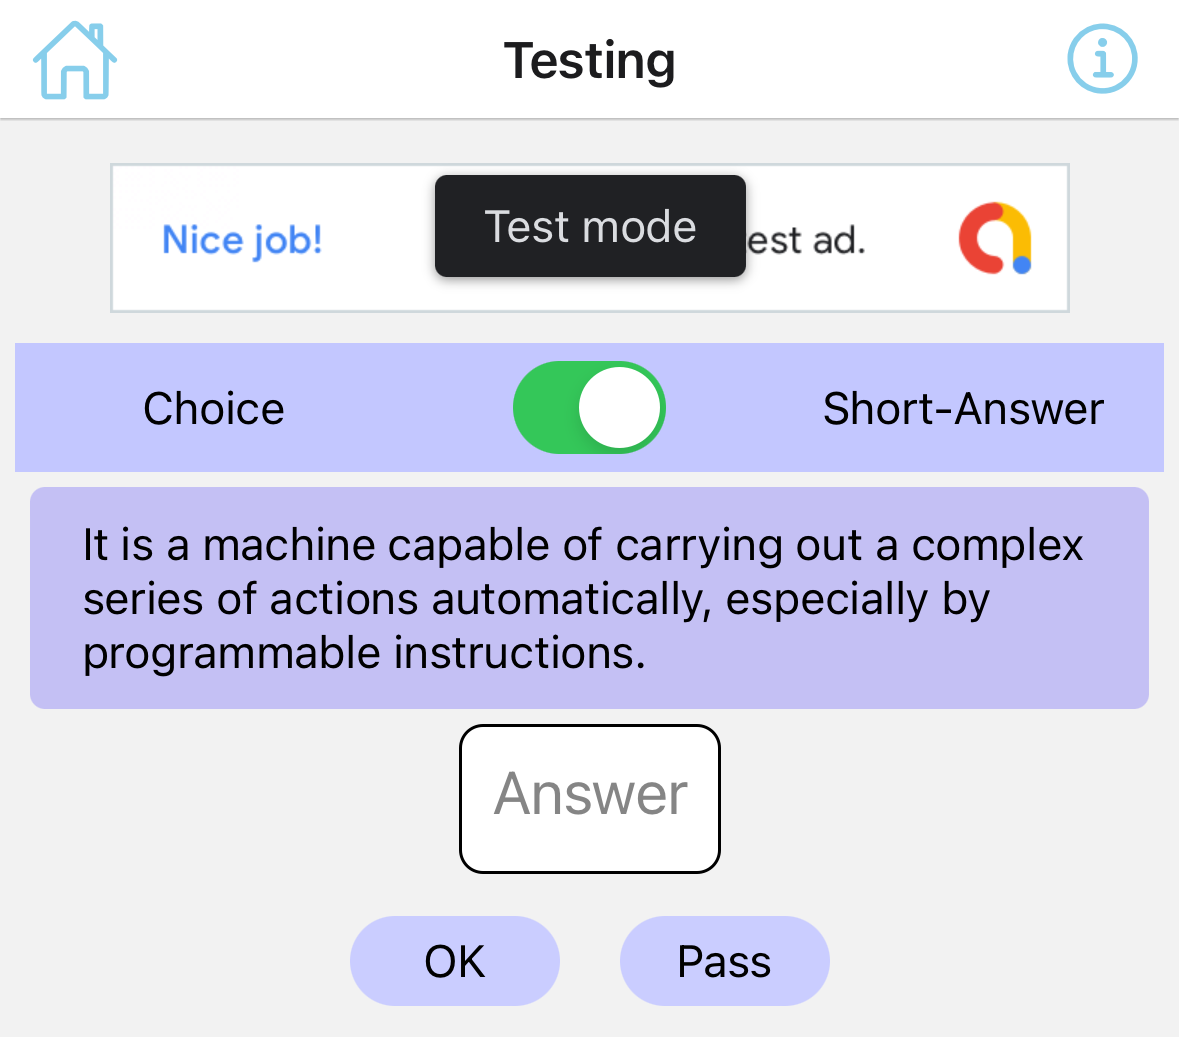 Testing
Nice job!
Test mode
est ad.
Choice
Short-Answer
It is a machine capable of carrying out a complex
series of actions automatically, especially by
programmable instructions.
Answer
OK
Pass